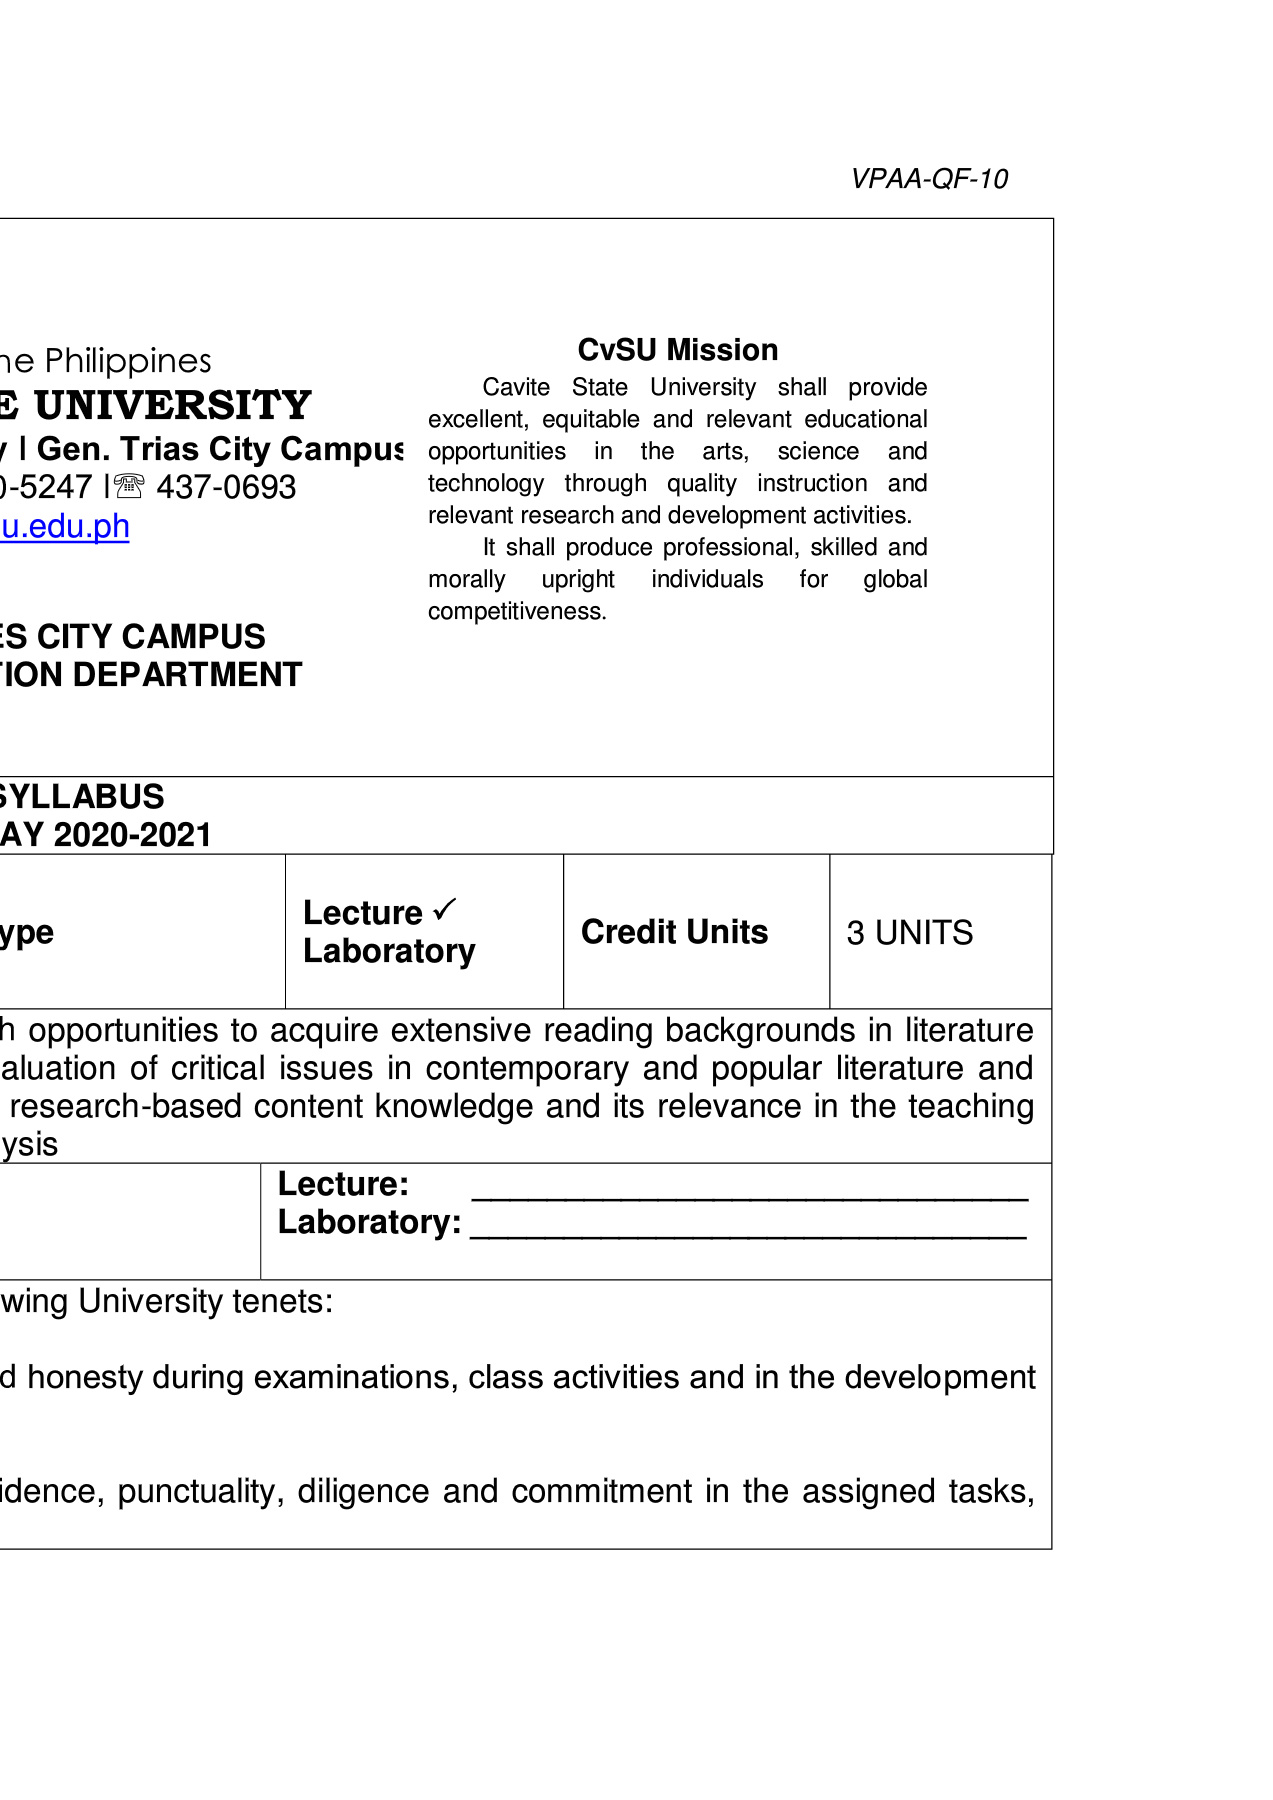 VPAA-QF-10
he Philippines
E UNIVERSITY
y | Gen. Trias City Campus
0-5247 |☏ 437-0693
u.edu.ph
ES CITY CAMPUS
TION DEPARTMENT
CvSU Mission
Cavite State University shall provide
excellent, equitable and relevant educational
opportunities in the arts, science and
technology through quality instruction and
relevant research and development activities.
It shall produce professional, skilled and
morally upright individuals for global
competitiveness.
SYLLABUS
AY 2020-2021
ype
Lecture ✓
Laboratory
Credit Units
3 UNITS
h opportunities to acquire extensive reading backgrounds in literature
aluation of critical issues in contemporary and popular literature and
research-based content knowledge and its relevance in the teaching
ysis
Lecture: ______________________________
Laboratory: ______________________________
wing University tenets:
d honesty during examinations, class activities and in the development
idence, punctuality, diligence and commitment in the assigned tasks,